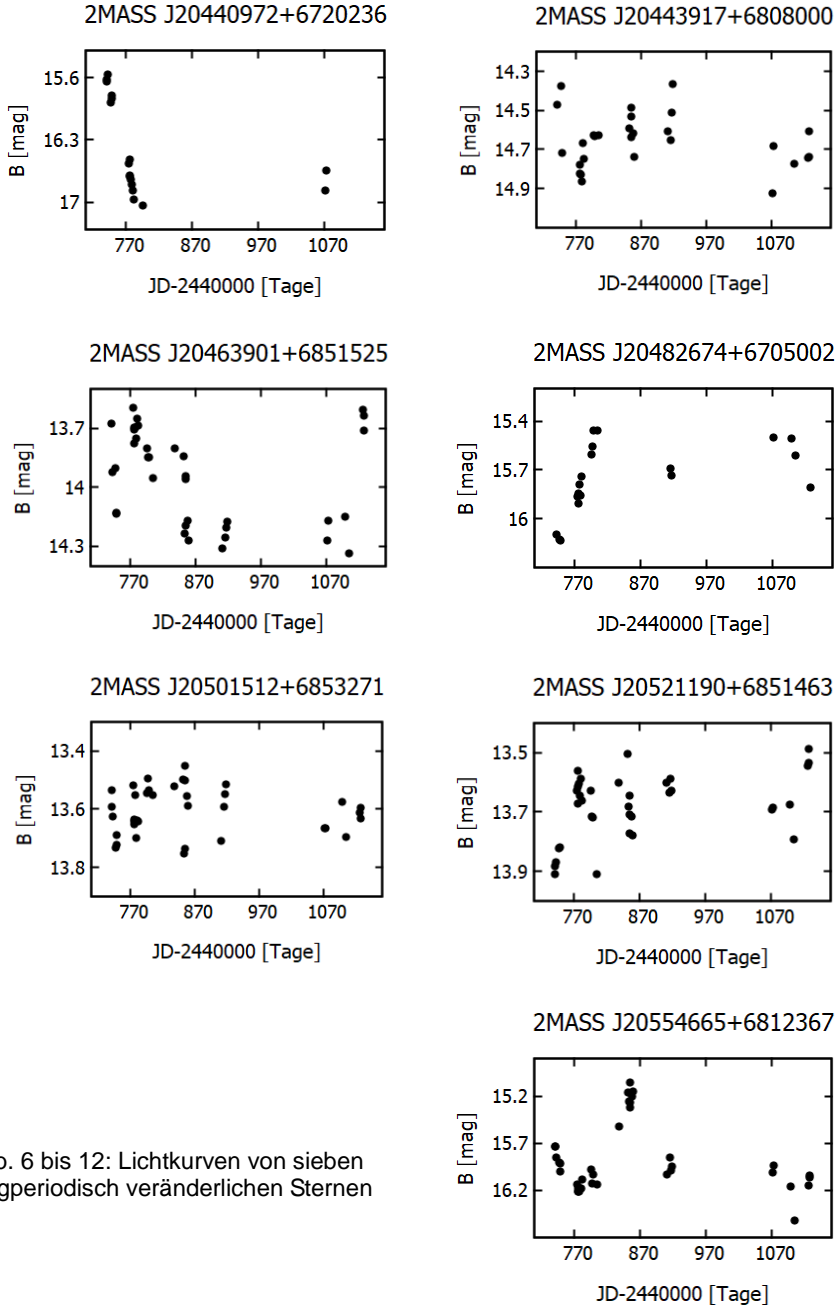 2MASS J20440972+6720236
15.6
16.3
17
B [mag]
770 870 970 1070
JD-2440000 [Tage]
2MASS J20443917+6808000
14.3
14.5
14.7
14.9
B [mag]
770 870 970 1070
JD-2440000 [Tage]
2MASS J20463901+6851525
13.7
14
14.3
B [mag]
770 870 970 1070
JD-2440000 [Tage]
2MASS J20482674+6705002
15.4
15.7
16
B [mag]
770 870 970 1070
JD-2440000 [Tage]
2MASS J20501512+6853271
13.4
13.6
13.8
B [mag]
770 870 970 1070
JD-2440000 [Tage]
2MASS J20521190+6851463
13.5
13.7
13.9
B [mag]
770 870 970 1070
JD-2440000 [Tage]
2MASS J20554665+6812367
15.2
15.7
16.2
B [mag]
770 870 970 1070
JD-2440000 [Tage]
6 bis 12: Lichtkurven von sieben
gperiodisch veränderlichen Sternen